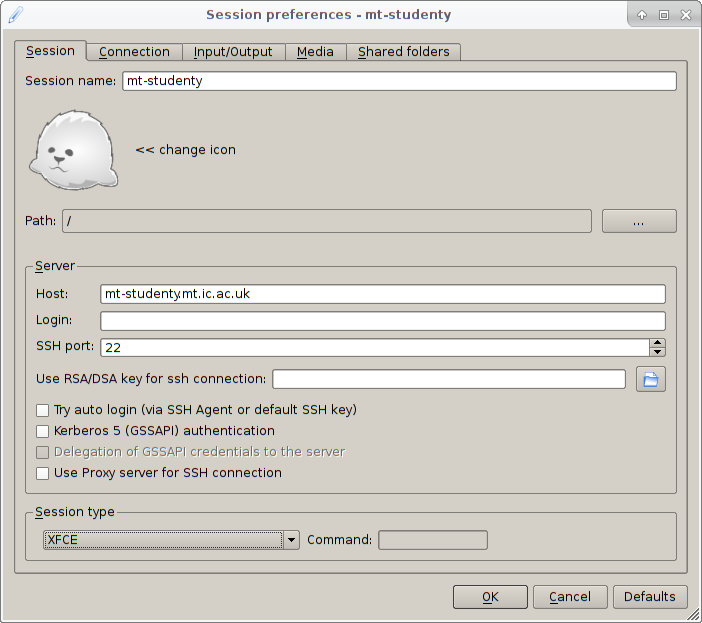 Session preferences - mt-studenty
Session Connection Input/Output Media Shared folders
Session name: mt-studenty
<< change icon
Path: / ...
Server
Host: mt-studenty.mt.ic.ac.uk
Login:
SSH port: 22
Use RSA/DSA key for ssh connection:
Try auto login (via SSH Agent or default SSH key)
Kerberos 5 (GSSAPI) authentication
Delegation of GSSAPI credentials to the server
Use Proxy server for SSH connection
Session type
XFCE Command:
OK Cancel Defaults